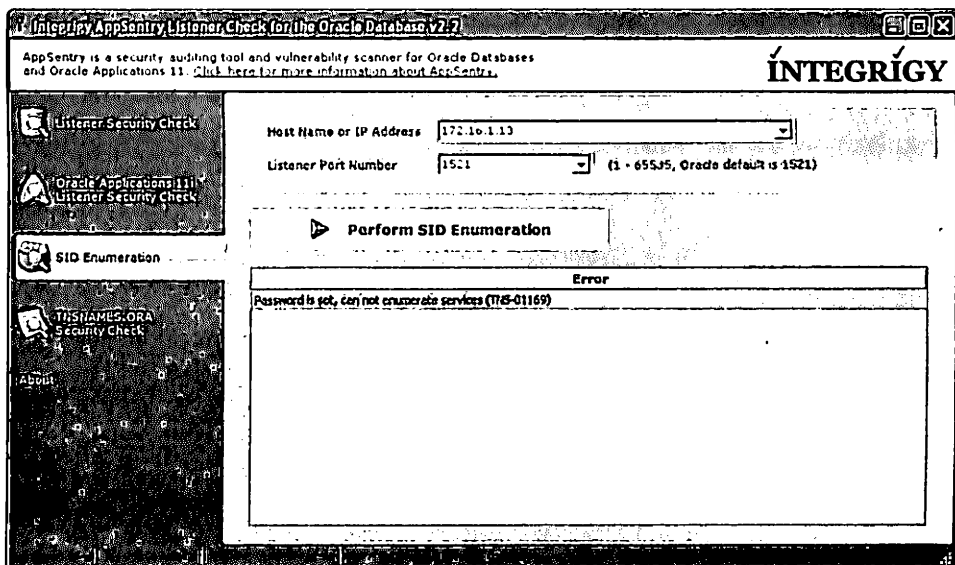 Integrigy AppSentry Listener Check for the Oracle Database v2.2
AppSentry is a security auditing tool and vulnerability scanner for Oracle Databases
and Oracle Applications 11. Click here for more information about AppSentry.
INTEGRIGY
Listener Security Check
Oracle Applications 11i
Listener Security Check
SID Enumeration
TNSNAMES.ORA
Security Check
About
Host Name or IP Address 172.16.1.13
Listener Port Number 1521 (1 - 65535, Oracle default is 1521)
Perform SID Enumeration
Error
Password is set, can not enumerate services (TNS-01169)